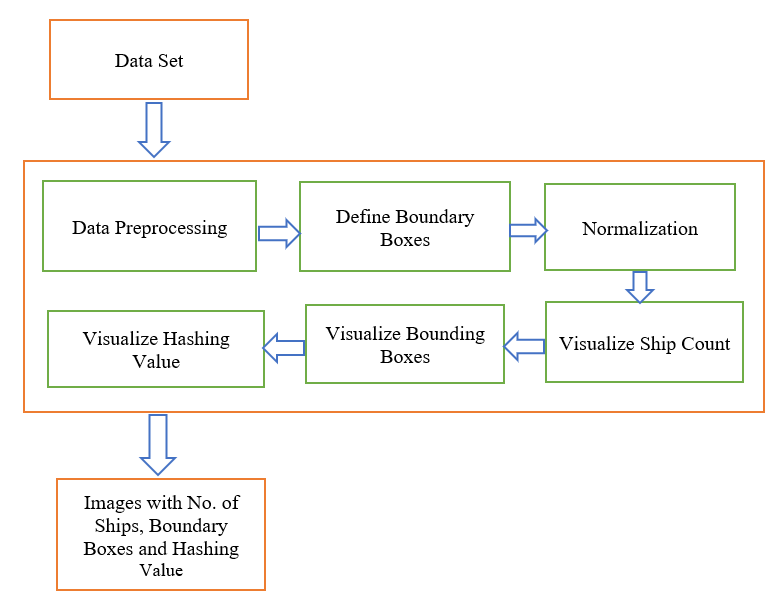 Data Set
Data Preprocessing
Define Boundary
Boxes
Normalization
Visualize Ship Count
Visualize Bounding
Boxes
Visualize Hashing
Value
Images with No. of
Ships, Boundary
Boxes and Hashing
Value